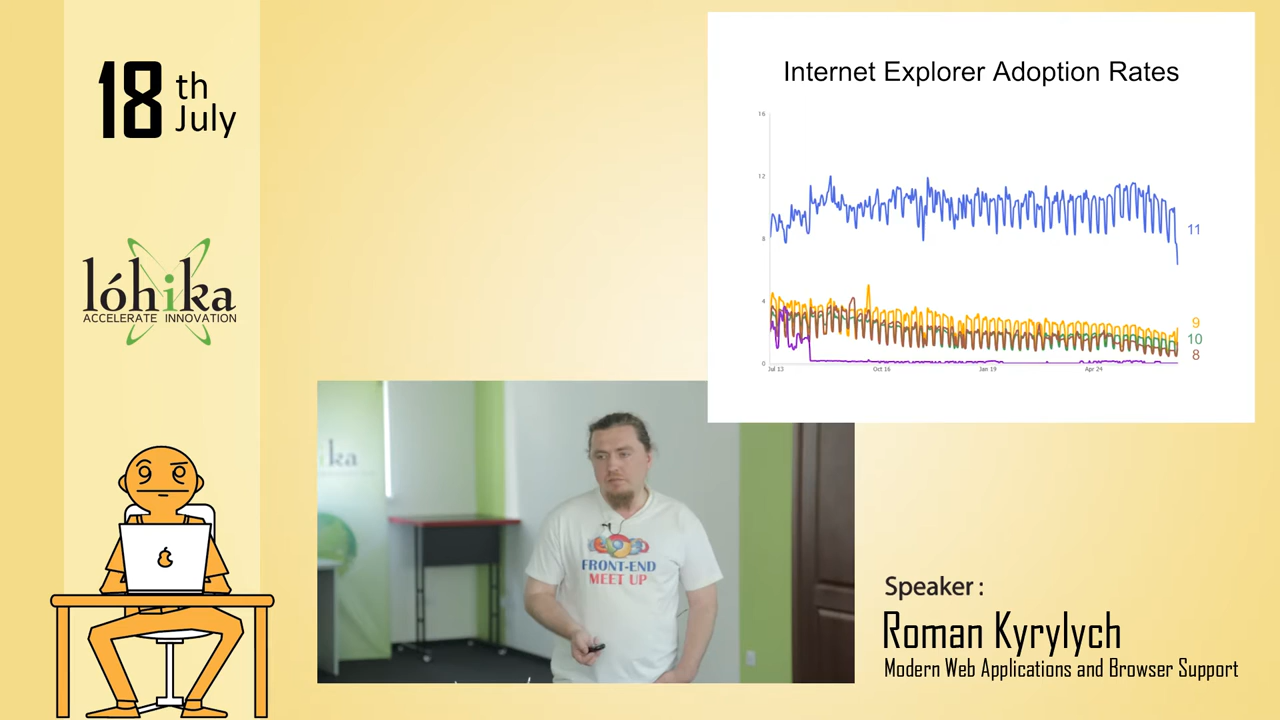 18 th
July
lóhika
ACCELERATE INNOVATION
Internet Explorer Adoption Rates
16
12
8
4
0
11
9
10
8
Jul 13
Oct 16
Jan 19
Apr 24
ka
FRONT-END
MEET UP
Speaker :
Roman Kyrylych
Modern Web Applications and Browser Support